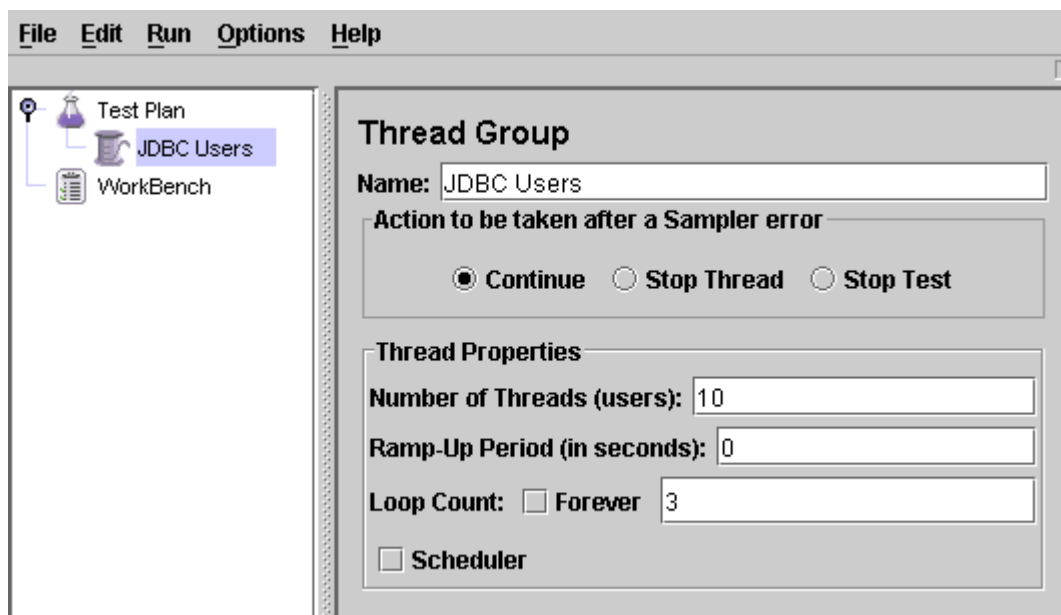 File Edit Run Options Help
Test Plan
JDBC Users
WorkBench
Thread Group
Name: JDBC Users
Action to be taken after a Sampler error
Continue Stop Thread Stop Test
Thread Properties
Number of Threads (users): 10
Ramp-Up Period (in seconds): 0
Loop Count: Forever 3
Scheduler